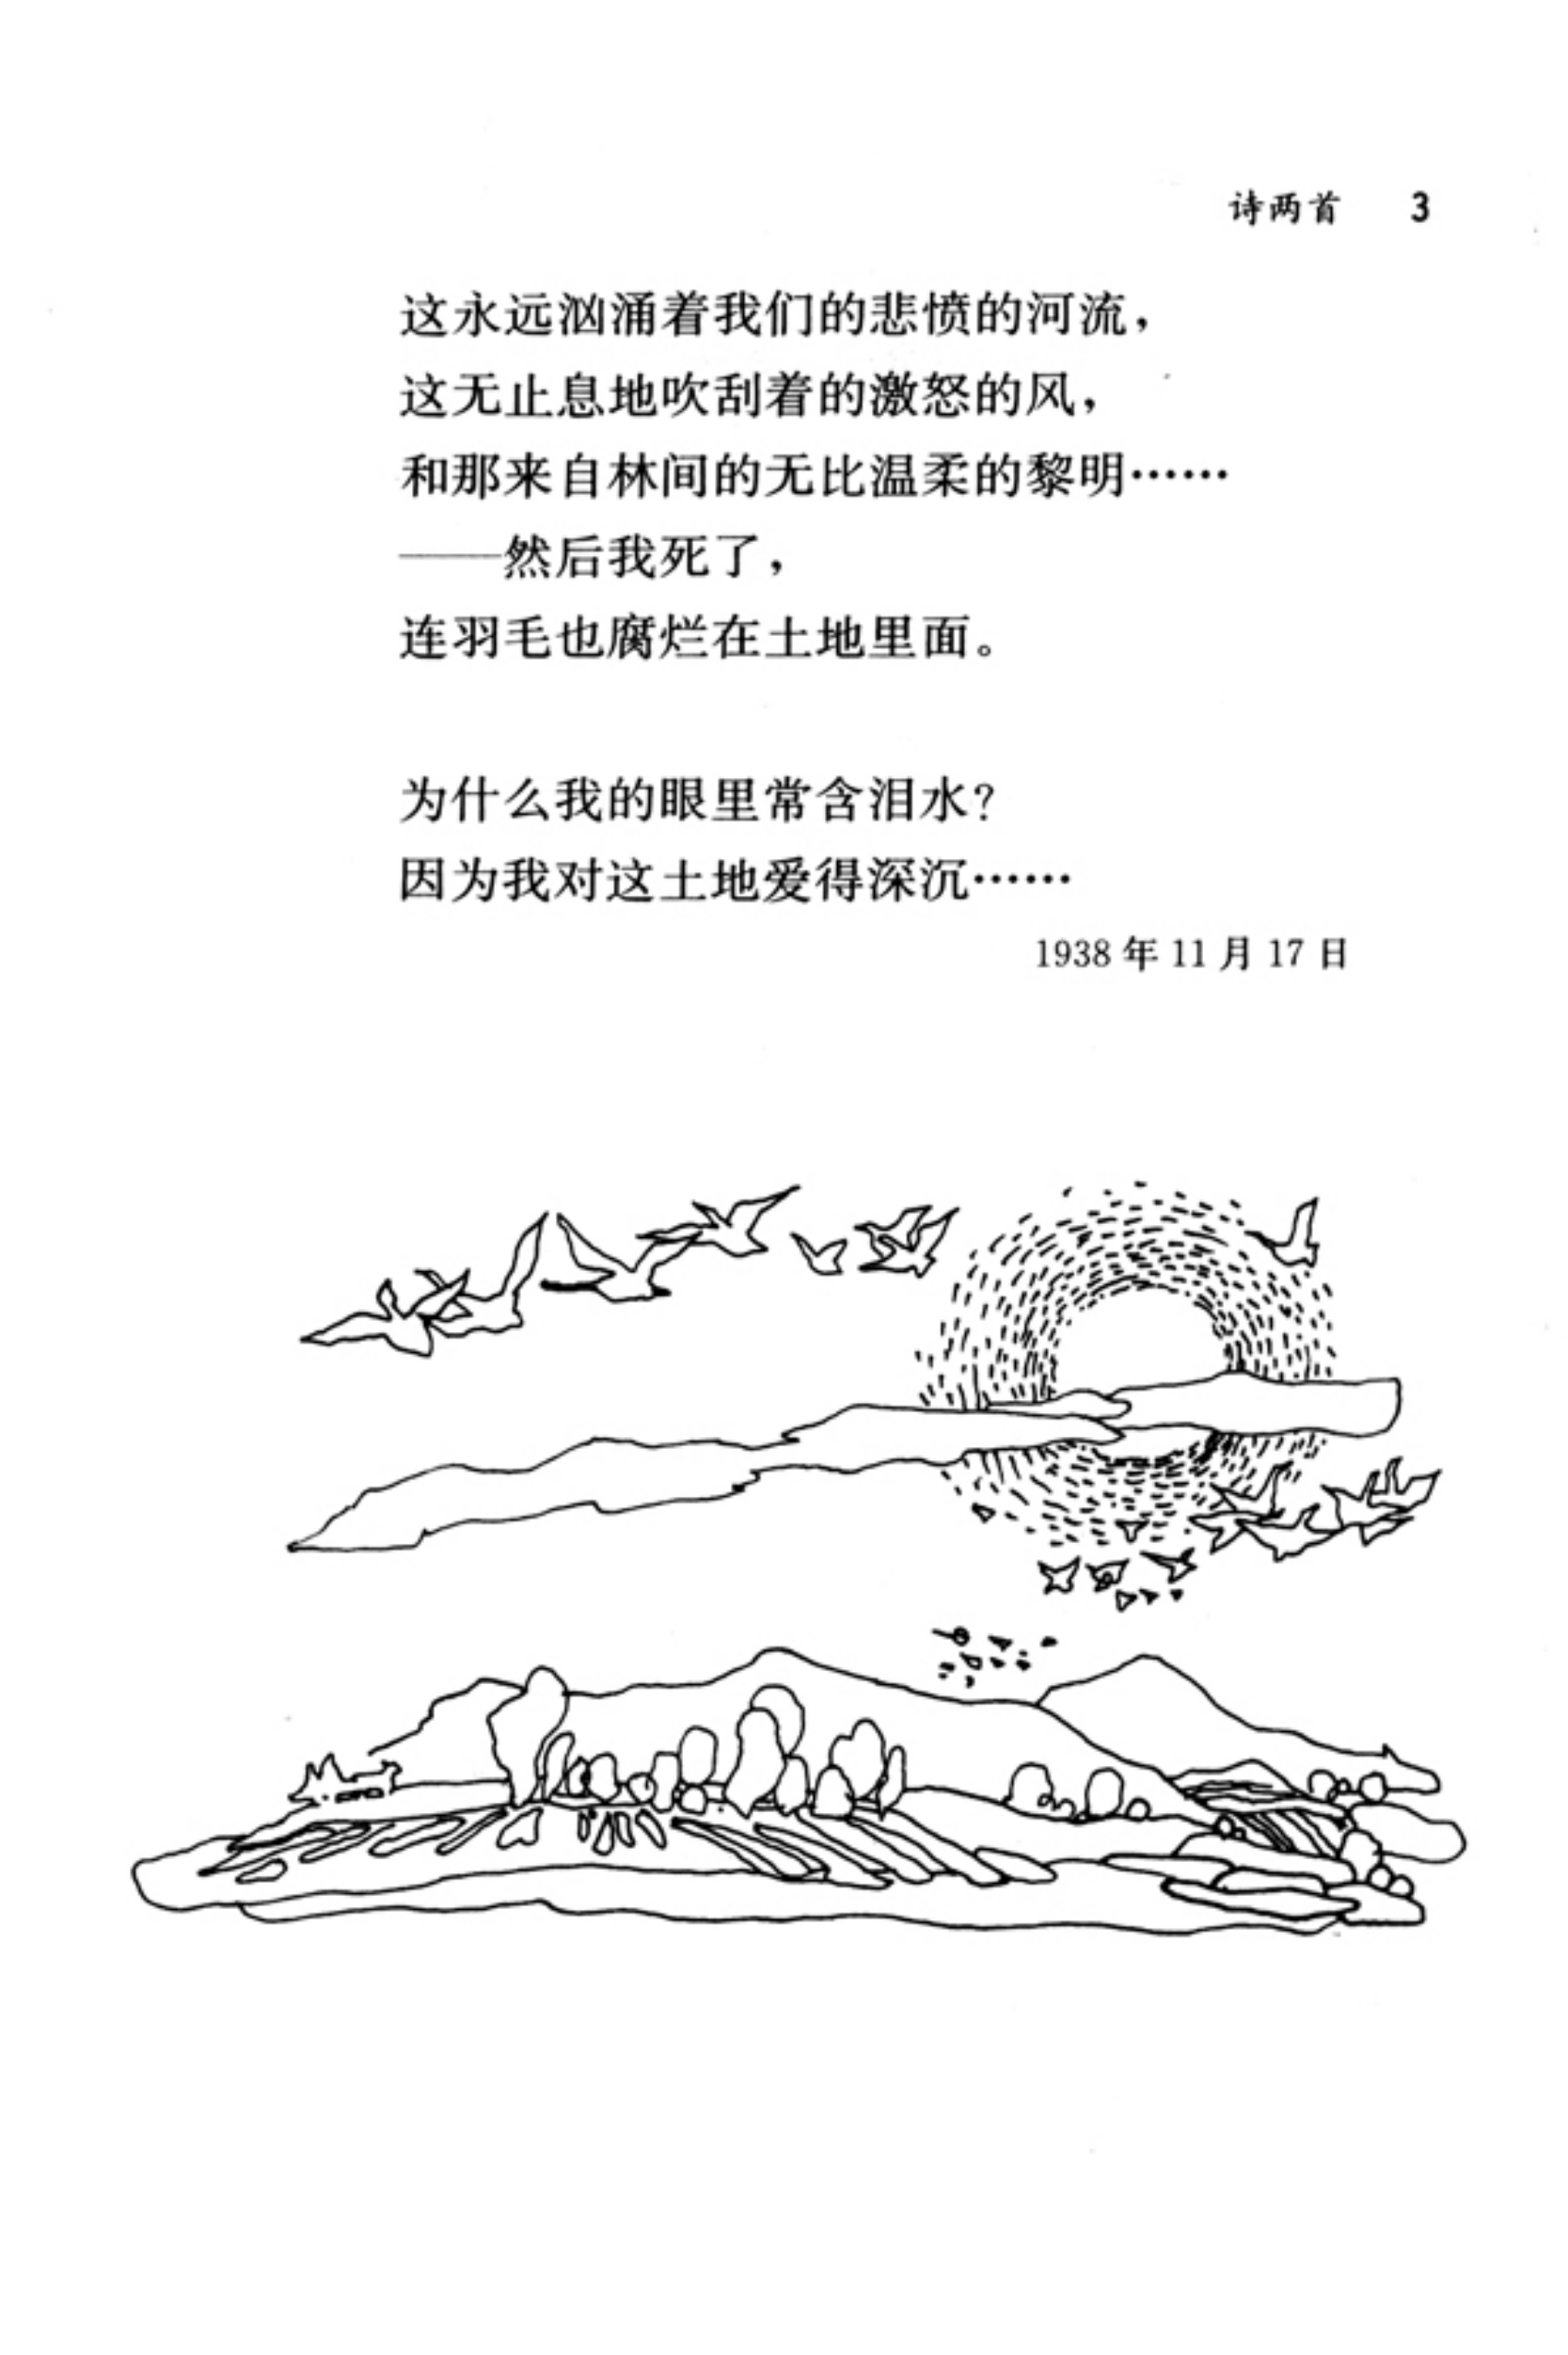 诗两首 3
这永远汹涌着我们的悲愤的河流，
这无止息地吹刮着的激怒的风，
和那来自林间的无比温柔的黎明……
——然后我死了，
连羽毛也腐烂在土地里面。
为什么我的眼里常含泪水？
因为我对这土地爱得深沉……
1938年11月17日